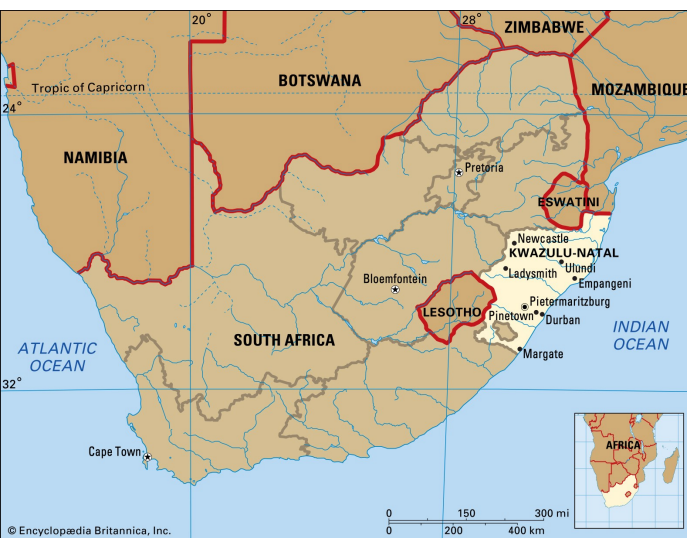 20°
28°
ZIMBABWE
BOTSWANA
Tropic of Capricorn
MOZAMBIQUE
24°
NAMIBIA
Pretoria
ESWATINI
Newcastle
KWAZULU-NATAL
Ulundi
Ladysmith
Empangeni
Bloemfontein
Pietermaritzburg
LESOTHO
Pinetown
Durban
INDIAN
OCEAN
SOUTH AFRICA
ATLANTIC
OCEAN
Margate
32°
Cape Town
AFRICA
0 150 300 mi
0 200 400 km
© Encyclopædia Britannica, Inc.